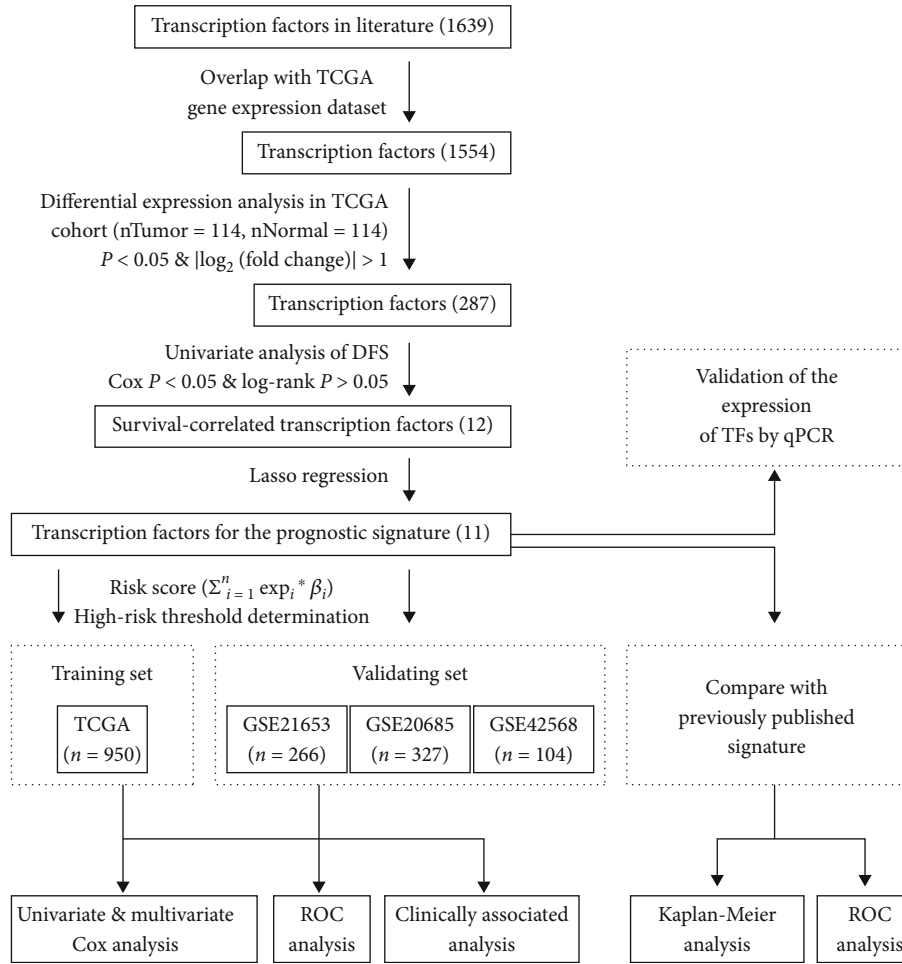 Transcription factors in literature (1639)
Overlap with TCGA
gene expression dataset
Transcription factors (1554)
Differential expression analysis in TCGA
cohort (nTumor = 114, nNormal = 114)
P < 0.05 & |log₂ (fold change)| > 1
Transcription factors (287)
Univariate analysis of DFS
Cox P < 0.05 & log-rank P > 0.05
Survival-correlated transcription factors (12)
Lasso regression
Transcription factors for the prognostic signature (11)
Validation of the
expression
of TFs by qPCR
Risk score (Σⁿᵢ ₌ ₁ expᵢ * βᵢ)
High-risk threshold determination
Training set
TCGA
(n = 950)
Validating set
GSE21653
(n = 266)
GSE20685
(n = 327)
GSE42568
(n = 104)
Compare with
previously published
signature
Univariate & multivariate
Cox analysis
ROC
analysis
Clinically associated
analysis
Kaplan-Meier
analysis
ROC
analysis